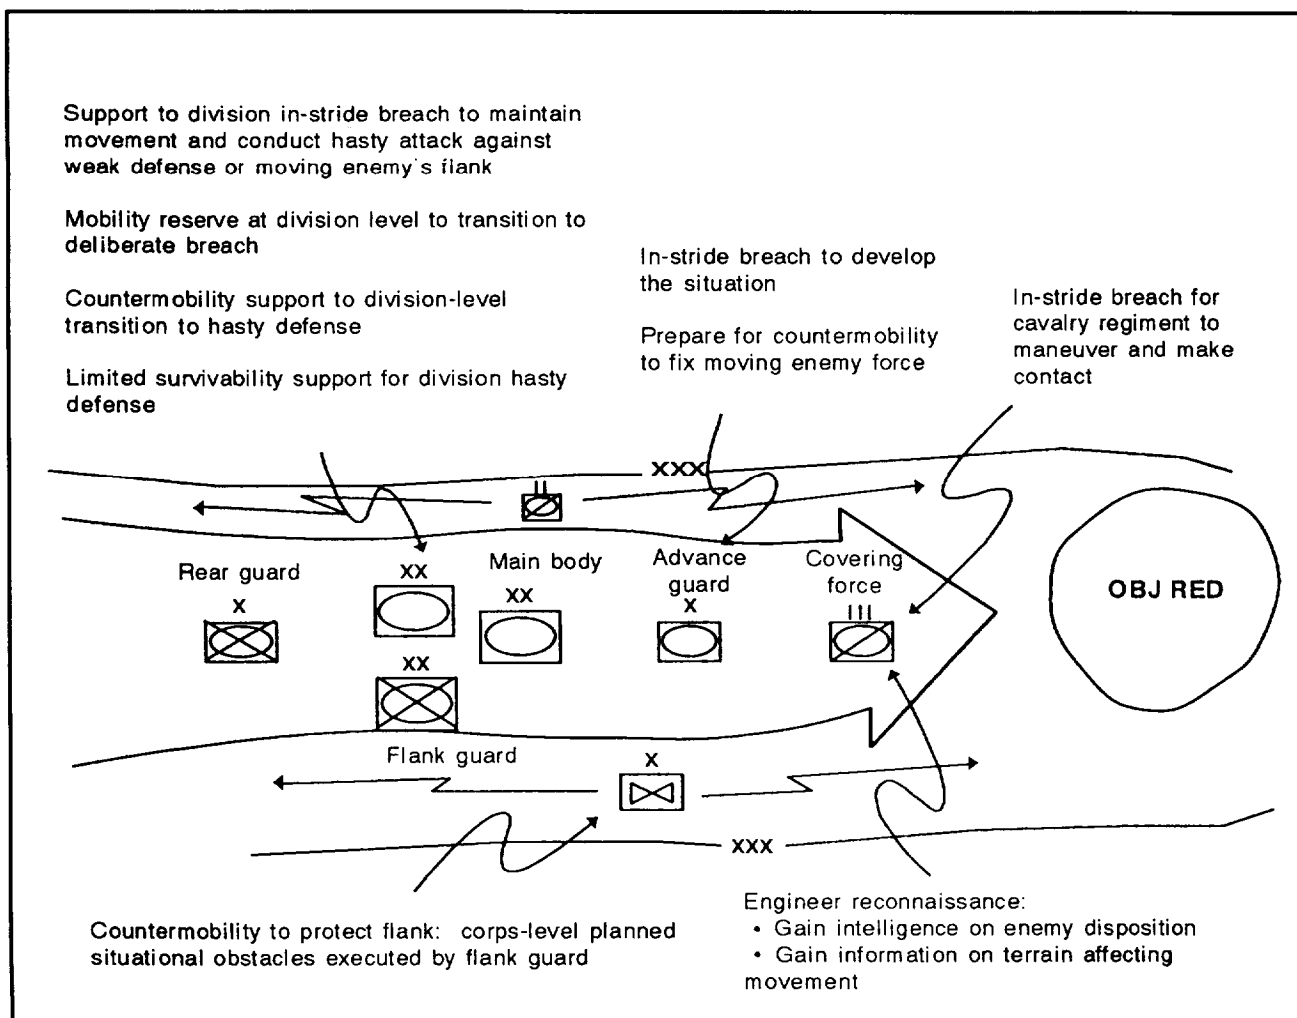 Support to division in-stride breach to maintain
movement and conduct hasty attack against
weak defense or moving enemy's flank
Mobility reserve at division level to transition to
deliberate breach
Countermobility support to division-level
transition to hasty defense
Limited survivability support for division hasty
defense
In-stride breach to develop
the situation
Prepare for countermobility
to fix moving enemy force
In-stride breach for
cavalry regiment to
maneuver and make
contact
XXX
II
Rear guard
X
XX
Main body
XX
Advance
guard
X
Covering
force
III
OBJ RED
XX
Flank guard
X
XXX
Countermobility to protect flank: corps-level planned
situational obstacles executed by flank guard
Engineer reconnaissance:
• Gain intelligence on enemy disposition
• Gain information on terrain affecting
movement